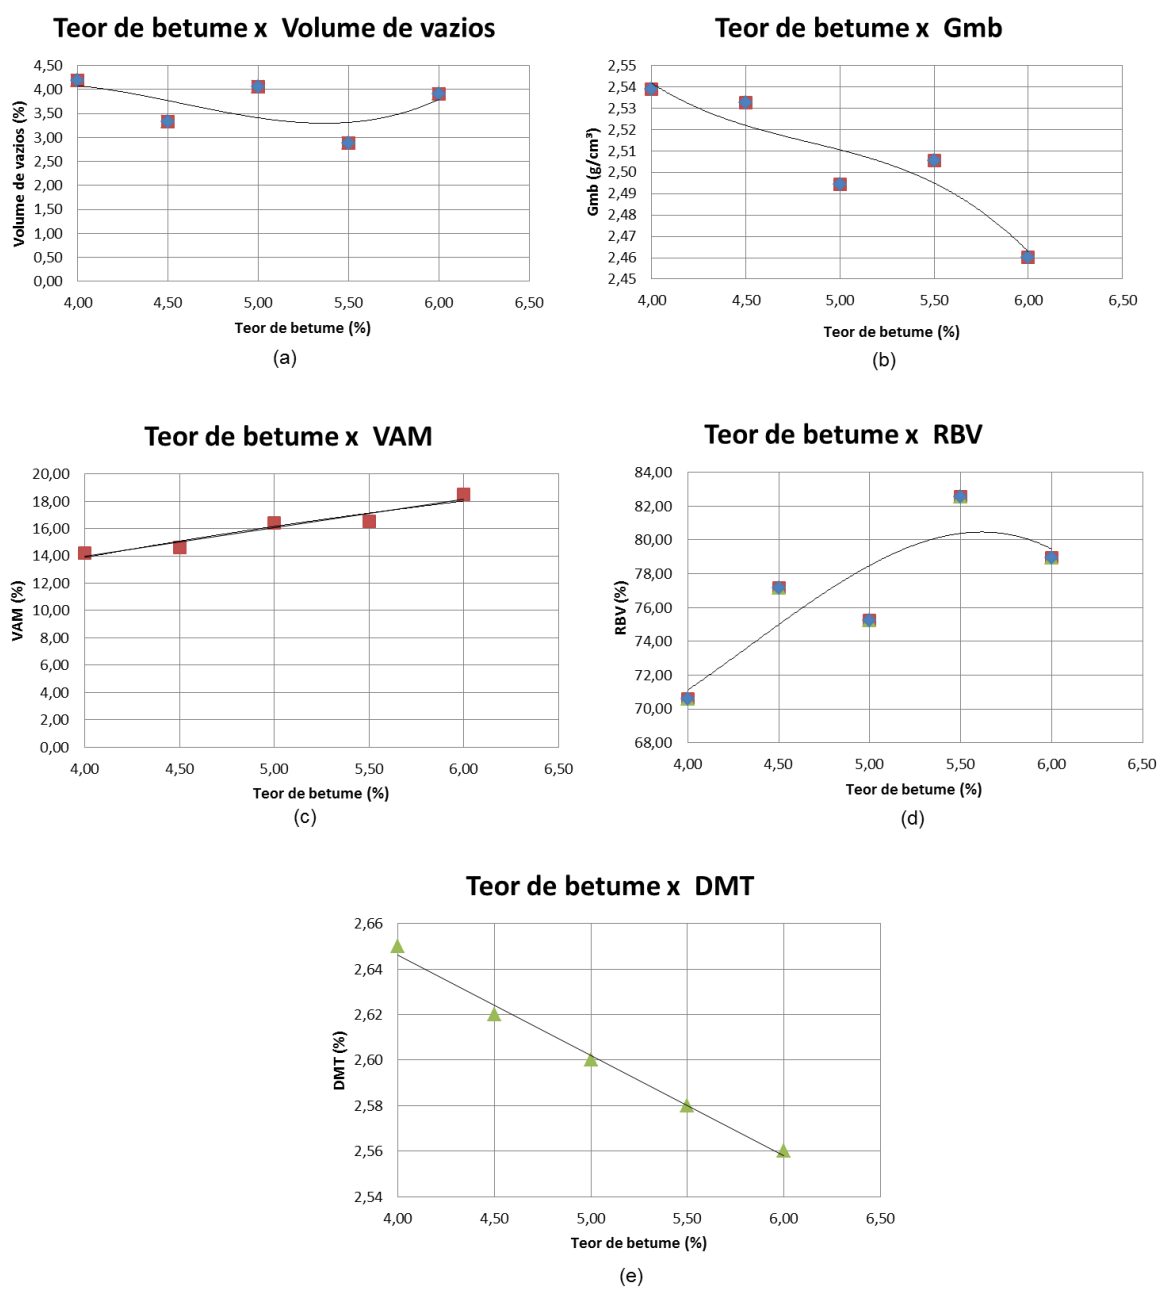 Teor de betume x Volume de vazios
4,50
4,00
3,50
3,00
2,50
2,00
1,50
1,00
0,50
0,00
Volume de vazios (%)
4,00 4,50 5,00 5,50 6,00 6,50
Teor de betume (%)
(a)
Teor de betume x Gmb
2,55
2,54
2,53
2,52
2,51
2,50
2,49
2,48
2,47
2,46
2,45
Gmb (g/cm³)
4,00 4,50 5,00 5,50 6,00 6,50
Teor de betume (%)
(b)
Teor de betume x VAM
20,00
18,00
16,00
14,00
12,00
10,00
8,00
6,00
4,00
2,00
0,00
VAM (%)
4,00 4,50 5,00 5,50 6,00 6,50
Teor de betume (%)
(c)
Teor de betume x RBV
84,00
82,00
80,00
78,00
76,00
74,00
72,00
70,00
68,00
RBV (%)
4,00 4,50 5,00 5,50 6,00 6,50
Teor de betume (%)
(d)
Teor de betume x DMT
2,66
2,64
2,62
2,60
2,58
2,56
2,54
DMT (%)
4,00 4,50 5,00 5,50 6,00 6,50
Teor de betume (%)
(e)